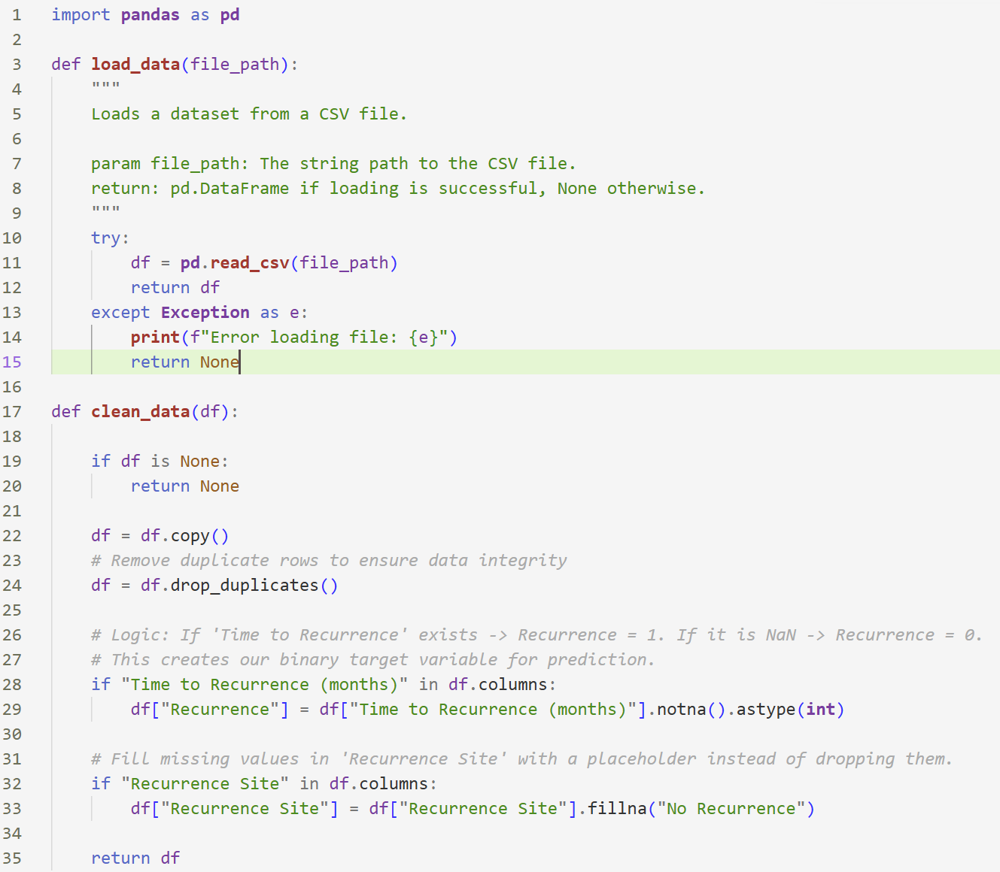 1 import pandas as pd
2
3 def load_data(file_path):
4     """
5     Loads a dataset from a CSV file.
6
7     param file_path: The string path to the CSV file.
8     return: pd.DataFrame if loading is successful, None otherwise.
9     """
10     try:
11         df = pd.read_csv(file_path)
12         return df
13     except Exception as e:
14         print(f"Error loading file: {e}")
15         return None
16
17 def clean_data(df):
18
19     if df is None:
20         return None
21
22     df = df.copy()
23     # Remove duplicate rows to ensure data integrity
24     df = df.drop_duplicates()
25
26     # Logic: If 'Time to Recurrence' exists -> Recurrence = 1. If it is NaN -> Recurrence = 0.
27     # This creates our binary target variable for prediction.
28     if "Time to Recurrence (months)" in df.columns:
29         df["Recurrence"] = df["Time to Recurrence (months)"].notna().astype(int)
30
31     # Fill missing values in 'Recurrence Site' with a placeholder instead of dropping them.
32     if "Recurrence Site" in df.columns:
33         df["Recurrence Site"] = df["Recurrence Site"].fillna("No Recurrence")
34
35     return df